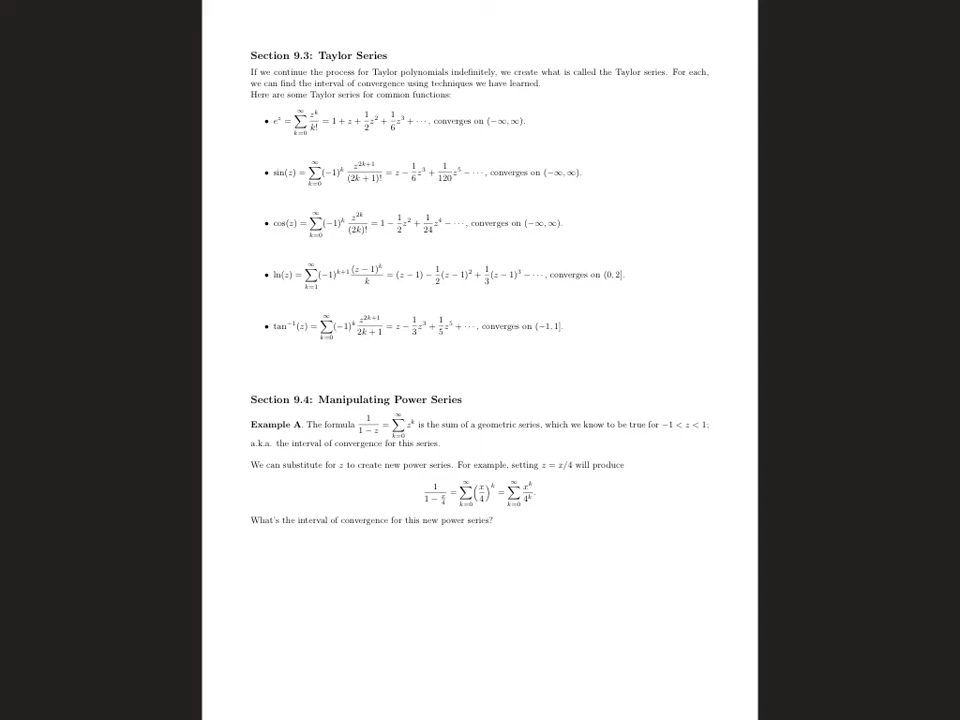 Section 9.3: Taylor Series
If we continue the process for Taylor polynomials indefinitely, we create what is called the Taylor series. For each,
we can find the interval of convergence using techniques we have learned.
Here are some Taylor series for common functions:
• e^z = ∑_{k=0}^{∞} z^k/k! = 1 + z + 1/2 z^2 + 1/6 z^3 + ⋯, converges on (−∞, ∞).
• sin(z) = ∑_{k=0}^{∞} (−1)^k z^{2k+1}/(2k + 1)! = z − 1/6 z^3 + 1/120 z^5 − ⋯, converges on (−∞, ∞).
• cos(z) = ∑_{k=0}^{∞} (−1)^k z^{2k}/(2k)! = 1 − 1/2 z^2 + 1/24 z^4 − ⋯, converges on (−∞, ∞).
• ln(z) = ∑_{k=1}^{∞} (−1)^{k+1} (z − 1)^k/k = (z − 1) − 1/2 (z − 1)^2 + 1/3 (z − 1)^3 − ⋯, converges on (0, 2].
• tan^{−1}(z) = ∑_{k=0}^{∞} (−1)^k z^{2k+1}/2k + 1 = z − 1/3 z^3 + 1/5 z^5 + ⋯, converges on (−1, 1].
Section 9.4: Manipulating Power Series
Example A. The formula 1/1 − z = ∑_{k=0}^{∞} z^k is the sum of a geometric series, which we know to be true for −1 < z < 1;
a.k.a. the interval of convergence for this series.
We can substitute for z to create new power series. For example, setting z = x/4 will produce
1/1 − x/4 = ∑_{k=0}^{∞} (x/4)^k = ∑_{k=0}^{∞} x^k/4^k.
What's the interval of convergence for this new power series?